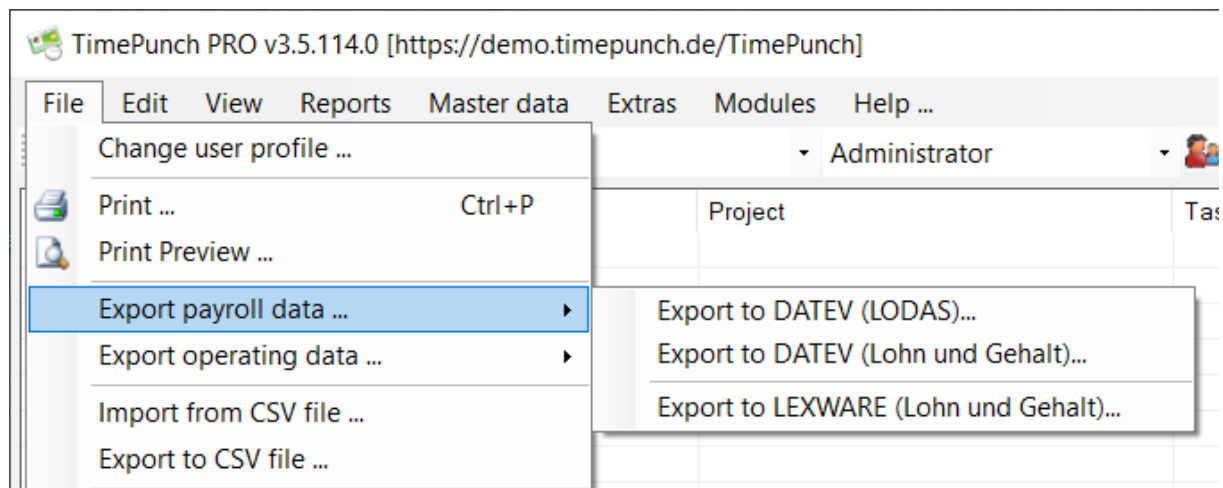 TimePunch PRO v3.5.114.0 [https://demo.timepunch.de/TimePunch]
File Edit View Reports Master data Extras Modules Help ...
Change user profile ...
Administrator
Print ... Ctrl+P
Project
Print Preview ...
Export payroll data ...
Export to DATEV (LODAS)...
Export to DATEV (Lohn und Gehalt)...
Export to LEXWARE (Lohn und Gehalt)...
Export operating data ...
Import from CSV file ...
Export to CSV file ...